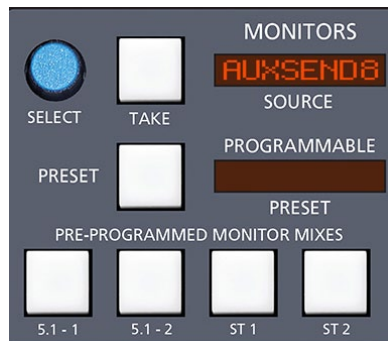 MONITORS
AUXSEND8
SELECT
TAKE
SOURCE
PROGRAMMABLE
PRESET
PRESET
PRE-PROGRAMMED MONITOR MIXES
5.1 - 1
5.1 - 2
ST 1
ST 2